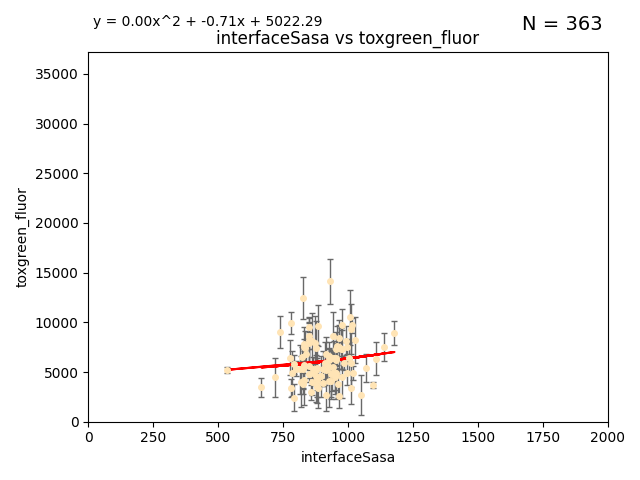 y = 0.00x^2 + -0.71x + 5022.29
N = 363
interfaceSasa vs toxgreen_fluor
35000
30000
25000
20000
15000
10000
5000
0
toxgreen_fluor
0 250 500 750 1000 1250 1500 1750 2000
interfaceSasa